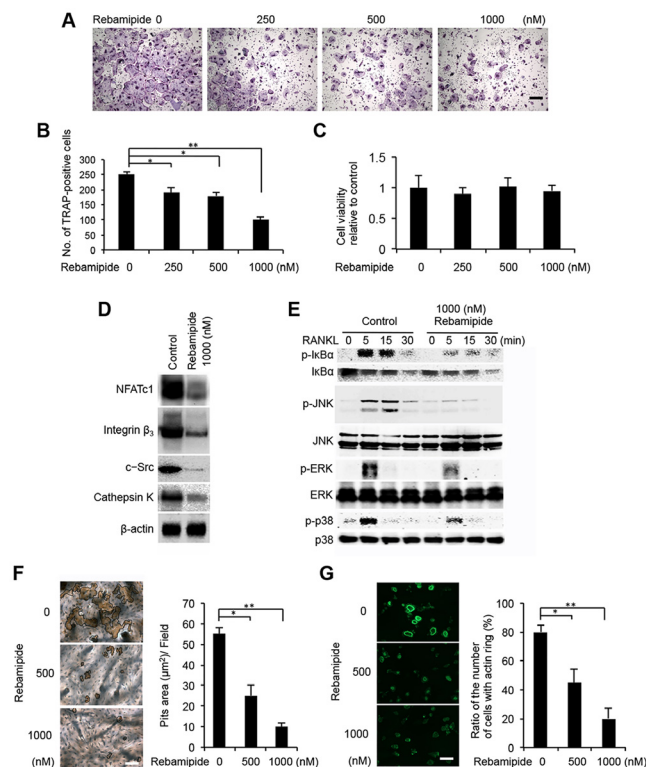 A
Rebamipide 0 250 500 1000 (nM)
B
No. of TRAP-positive cells
300
250
200
150
100
50
0
*
*
**
Rebamipide 0 250 500 1000 (nM)
C
Cell viability
relative to control
1.5
1
0.5
0
Rebamipide 0 250 500 1000 (nM)
D
Control
Rebamipide
1000 (nM)
NFATc1
Integrin β3
c-Src
Cathepsin K
β-actin
E
1000 (nM)
Control Rebamipide
RANKL 0 5 15 30 0 5 15 30 (min)
p-IκBα
IκBα
p-JNK
JNK
p-ERK
ERK
p-p38
p38
F
Rebamipide
0
500
1000
(nM)
Pits area (μm²)/ Field
70
60
50
40
30
20
10
0
*
**
Rebamipide 0 500 1000 (nM)
G
Rebamipide
0
500
1000
(nM)
Ratio of the number
of cells with actin ring (%)
100
80
60
40
20
0
*
**
Rebamipide 0 500 1000 (nM)